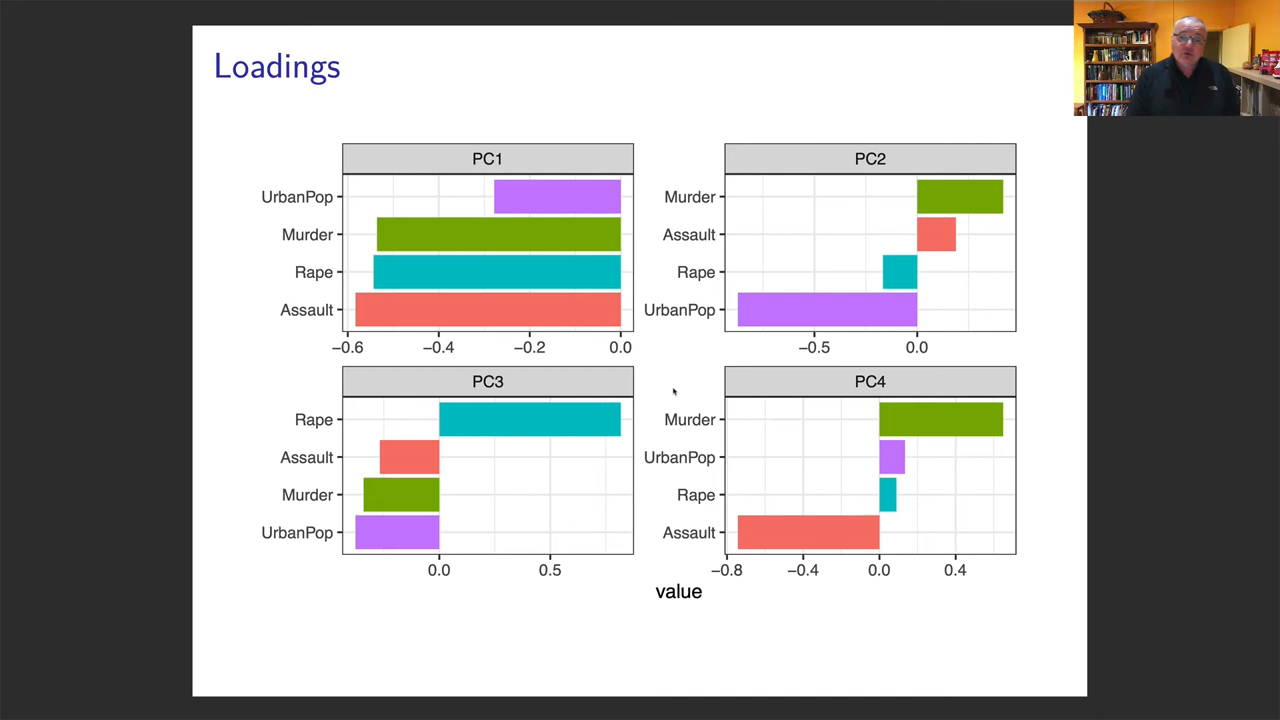 Loadings
PC1
UrbanPop
Murder
Rape
Assault
−0.6 −0.4 −0.2 0.0
PC2
Murder
Assault
Rape
UrbanPop
−0.5 0.0
PC3
Rape
Assault
Murder
UrbanPop
0.0 0.5
PC4
Murder
UrbanPop
Rape
Assault
−0.8 −0.4 0.0 0.4
value